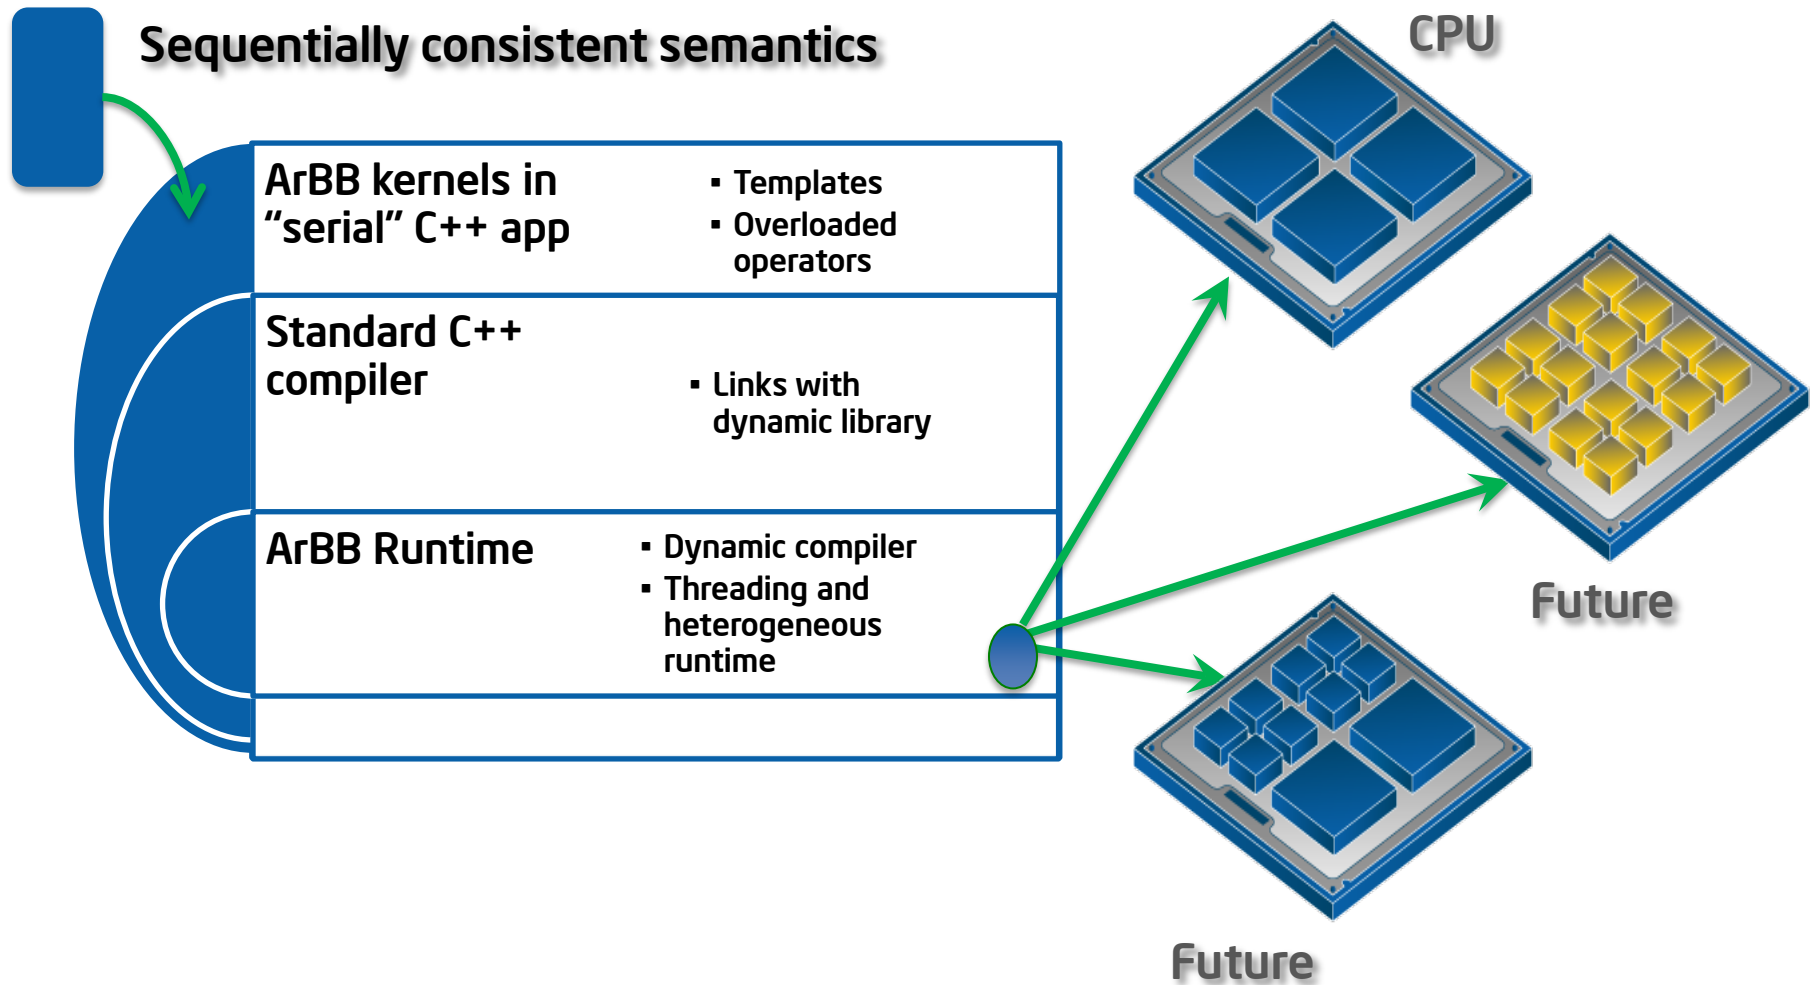 Sequentially consistent semantics
CPU
ArBB kernels in
“serial” C++ app
▪ Templates
▪ Overloaded
operators
Standard C++
compiler
▪ Links with
dynamic library
ArBB Runtime
▪ Dynamic compiler
▪ Threading and
heterogeneous
runtime
Future
Future